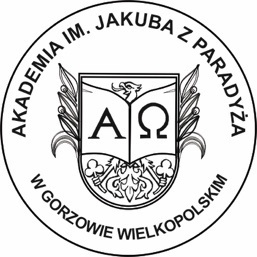 AKADEMIA IM. JAKUBA Z PARADYŻA
Α Ω
W GORZOWIE WIELKOPOLSKIM